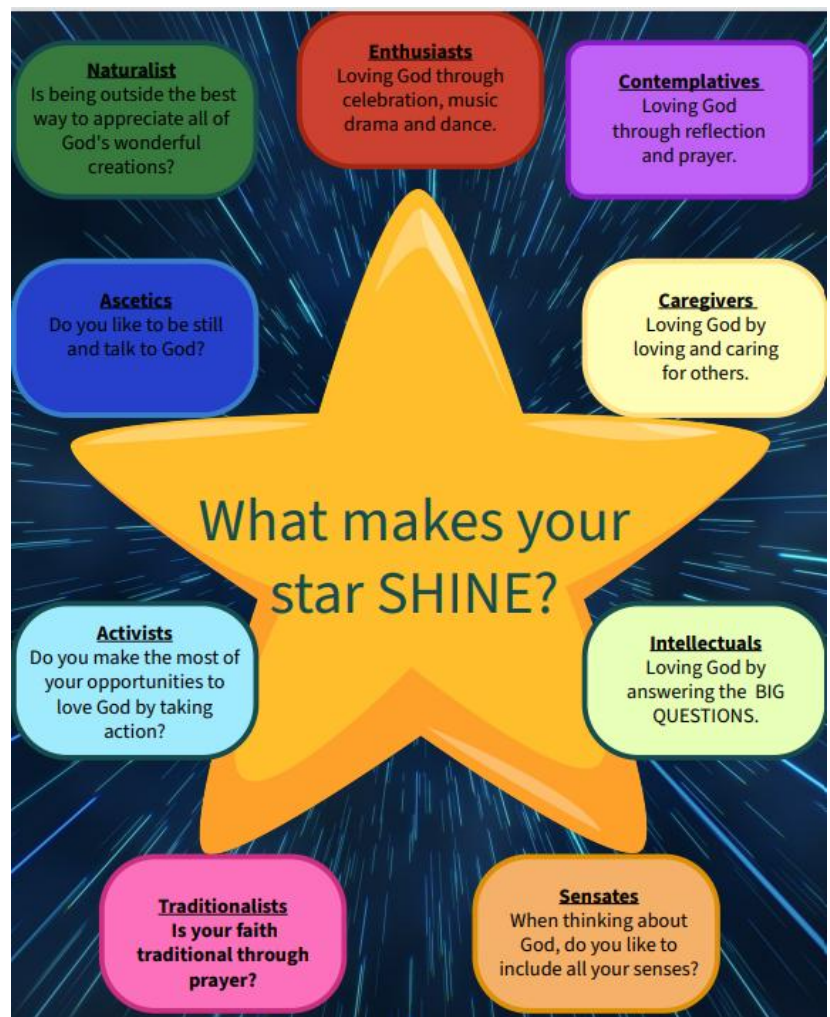 Naturalist
Is being outside the best
way to appreciate all of
God's wonderful
creations?
Enthusiasts
Loving God through
celebration, music
drama and dance.
Contemplatives
Loving God
through reflection
and prayer.
Ascetics
Do you like to be still
and talk to God?
Caregivers
Loving God by
loving and caring
for others.
What makes your
star SHINE?
Activists
Do you make the most of
your opportunities to
love God by taking
action?
Intellectuals
Loving God by
answering the BIG
QUESTIONS.
Traditionalists
Is your faith
traditional through
prayer?
Sensates
When thinking about
God, do you like to
include all your senses?